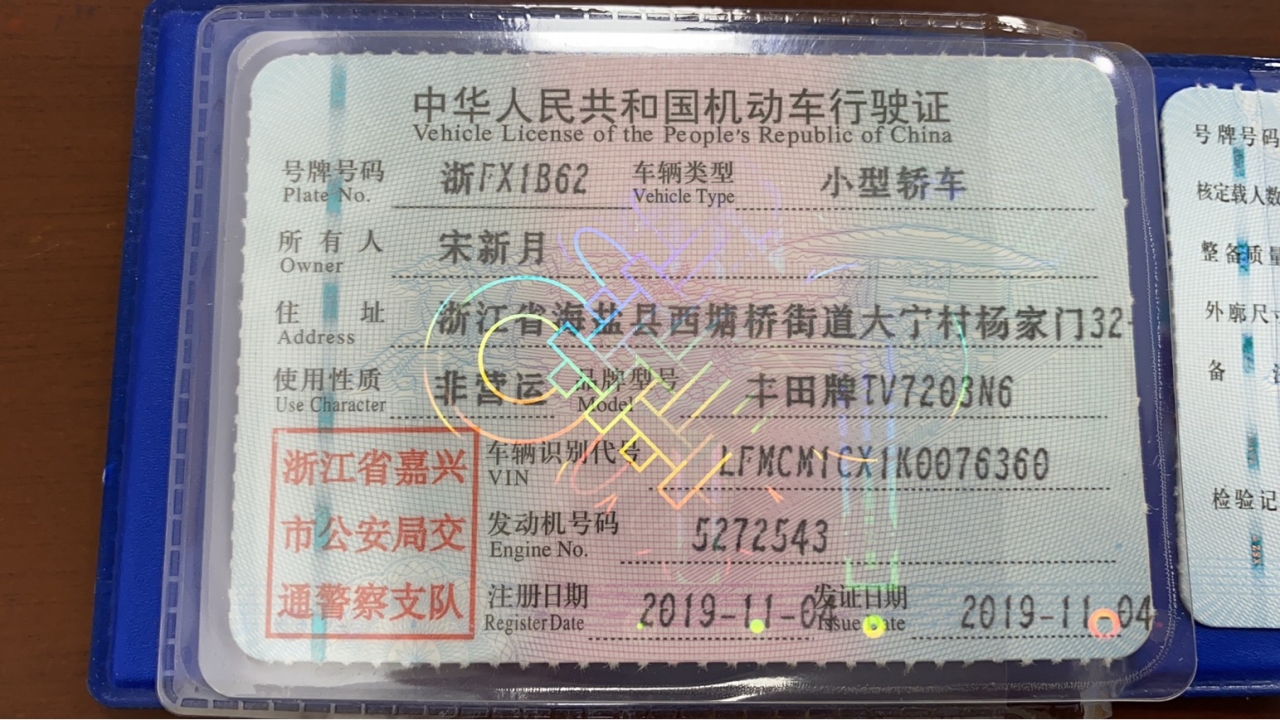 中华人民共和国机动车行驶证
Vehicle License of the People's Republic of China
号牌号码 浙FX1B62 车辆类型 小型轿车
Plate No. Vehicle Type
所有人 宋新月
Owner
住址 浙江省海盐县西塘桥街道大宁村杨家门32-
Address
使用性质 非营运 品牌型号 丰田牌TV7203N6
Use Character Model
车辆识别代号 LFMCM1CX1K0076360
VIN
发动机号码 5272543
Engine No.
注册日期 2019-11-04 发证日期 2019-11-04
Register Date Issue Date
浙江省嘉兴
市公安局交
通警察支队
号牌号码
核定载人数
整备质量
外廓尺寸
备
检验记